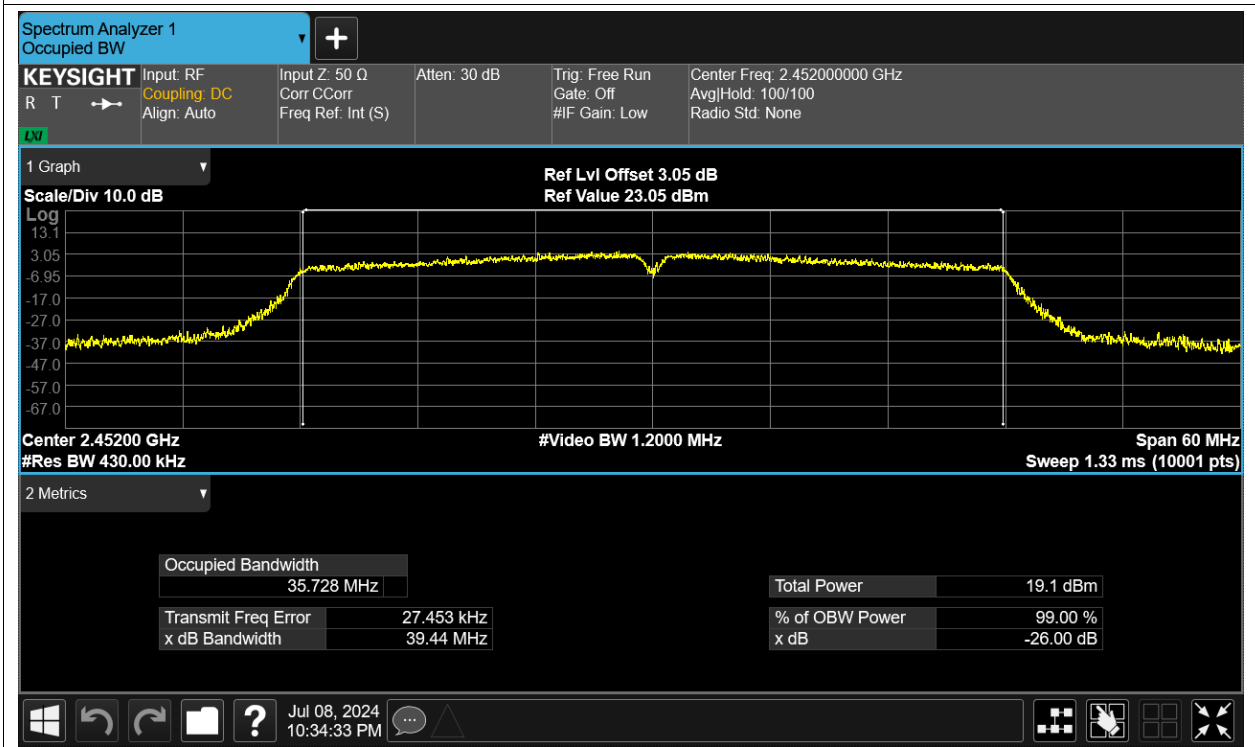 Spectrum Analyzer 1
Occupied BW
KEYSIGHT
R T
LXI
Input: RF
Coupling: DC
Align: Auto
Input Z: 50 Ω
Corr CCorr
Freq Ref: Int (S)
Atten: 30 dB
Trig: Free Run
Gate: Off
#IF Gain: Low
Center Freq: 2.452000000 GHz
Avg|Hold: 100/100
Radio Std: None
1 Graph
Scale/Div 10.0 dB
Ref Lvl Offset 3.05 dB
Ref Value 23.05 dBm
Log
13.1
3.05
-6.95
-17.0
-27.0
-37.0
-47.0
-57.0
-67.0
Center 2.45200 GHz
#Video BW 1.2000 MHz
Span 60 MHz
#Res BW 430.00 kHz
Sweep 1.33 ms (10001 pts)
2 Metrics
Occupied Bandwidth
35.728 MHz
Total Power 19.1 dBm
Transmit Freq Error 27.453 kHz
% of OBW Power 99.00 %
x dB Bandwidth 39.44 MHz
x dB -26.00 dB
?
Jul 08, 2024
10:34:33 PM